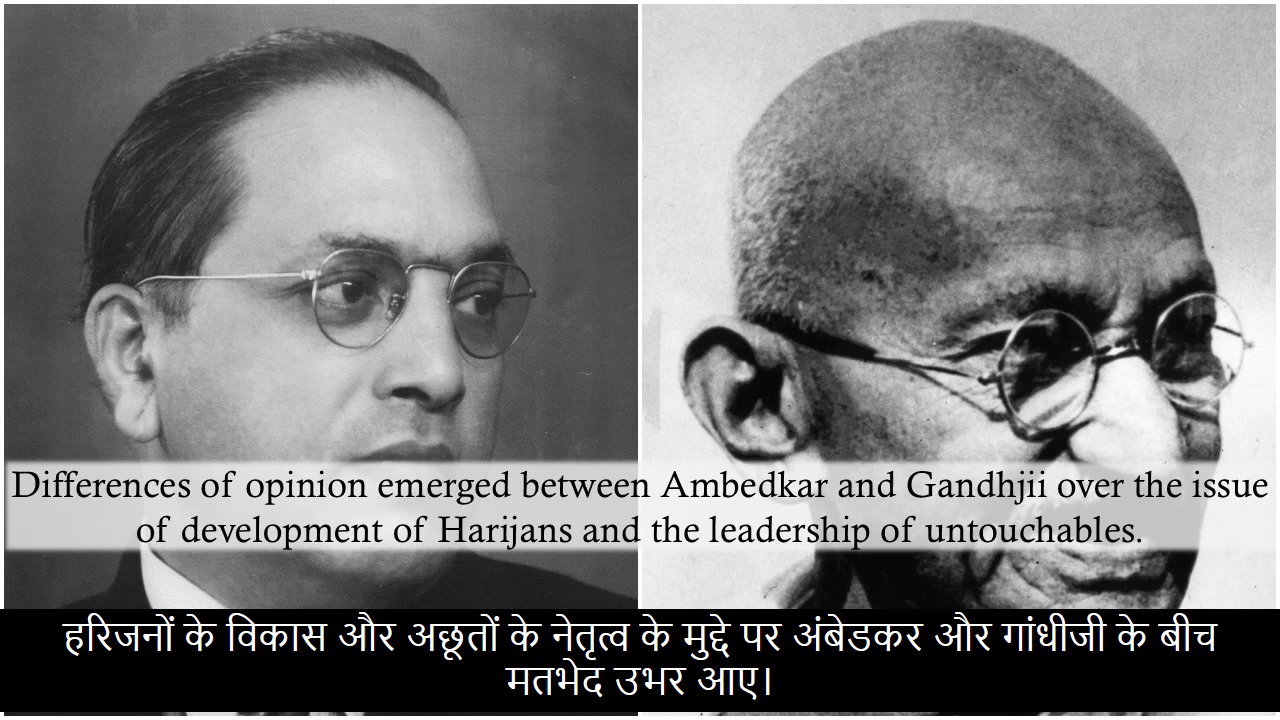 Differences of opinion emerged between Ambedkar and Gandhjii over the issue
of development of Harijans and the leadership of untouchables.
हरिजनों के विकास और अछूतों के नेतृत्व के मुद्दे पर अंबेडकर और गांधीजी के बीच
मतभेद उभर आए।